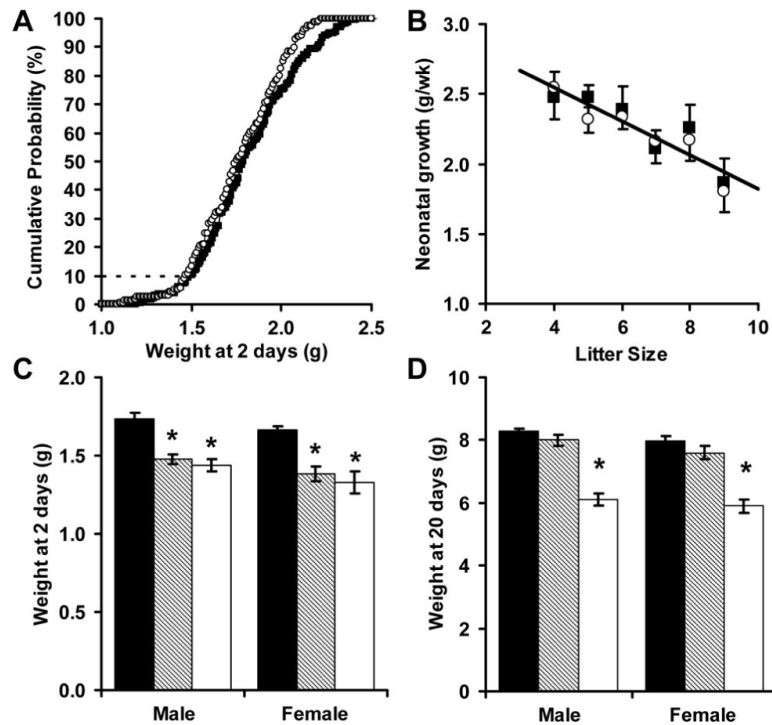 A
100
90
80
70
60
50
40
30
20
10
0
Cumulative Probability (%)
1.0 1.5 2.0 2.5
Weight at 2 days (g)
B
3.0
2.5
2.0
1.5
1.0
Neonatal growth (g/wk)
2 4 6 8 10
Litter Size
C
2.0
1.5
1.0
0.5
0.0
Weight at 2 days (g)
* * * *
Male Female
D
10
8
6
4
2
0
Weight at 20 days (g)
* *
Male Female